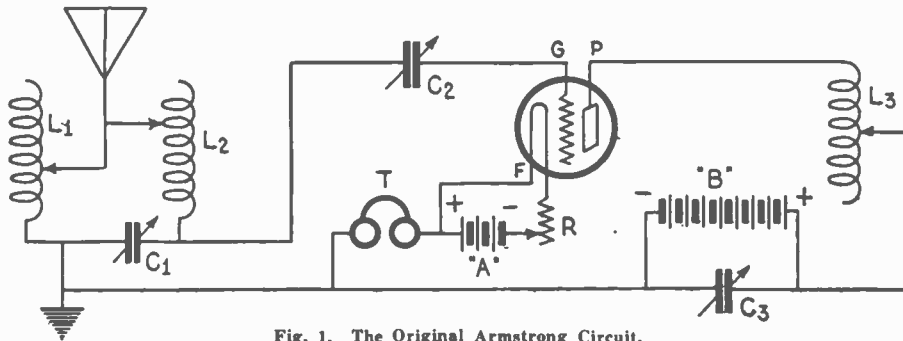 G P
C2
L1
L2
L3
F
T
"B"
- +
+ -
R
"A"
C1
C3
Fig. 1. The Original Armstrong Circuit.